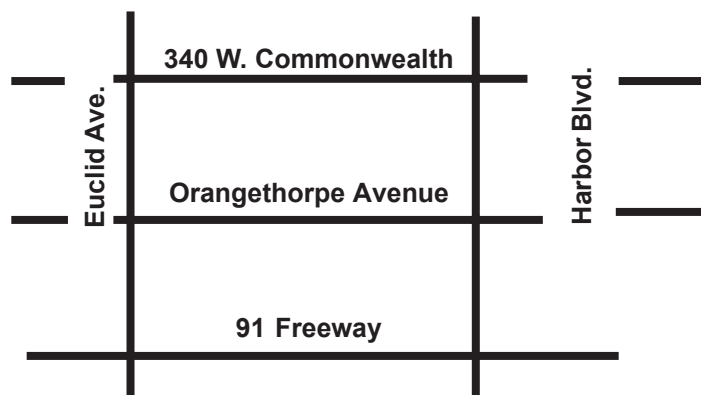 340 W. Commonwealth
Euclid Ave.
Harbor Blvd.
Orangethorpe Avenue
91 Freeway